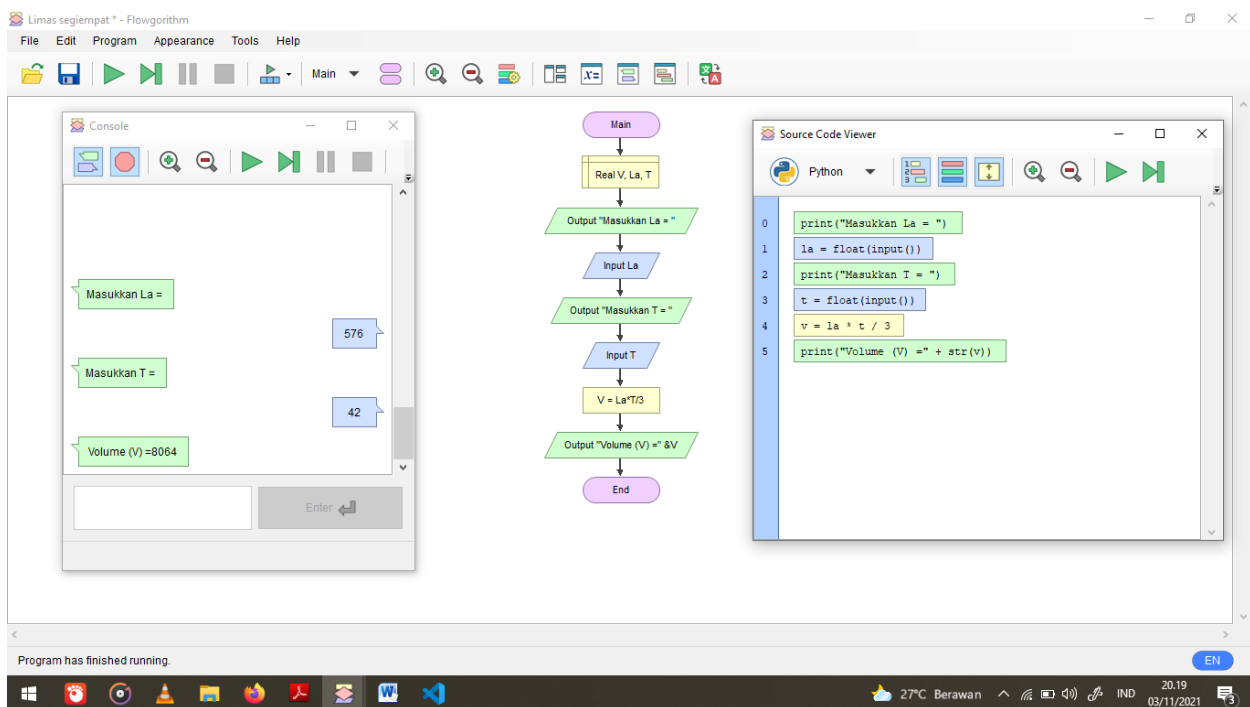 Limas segiempat * - Flowgorithm
File Edit Program Appearance Tools Help
Main
Console
Masukkan La =
576
Masukkan T =
42
Volume (V) =8064
Enter
Main
Real V, La, T
Output "Masukkan La = "
Input La
Output "Masukkan T = "
Input T
V = La*T/3
Output "Volume (V) =" &V
End
Source Code Viewer
Python
0 print("Masukkan La = ")
1 la = float(input())
2 print("Masukkan T = ")
3 t = float(input())
4 v = la * t / 3
5 print("Volume (V) =" + str(v))
Program has finished running.
EN
27°C Berawan
IND
20.19
03/11/2021
3